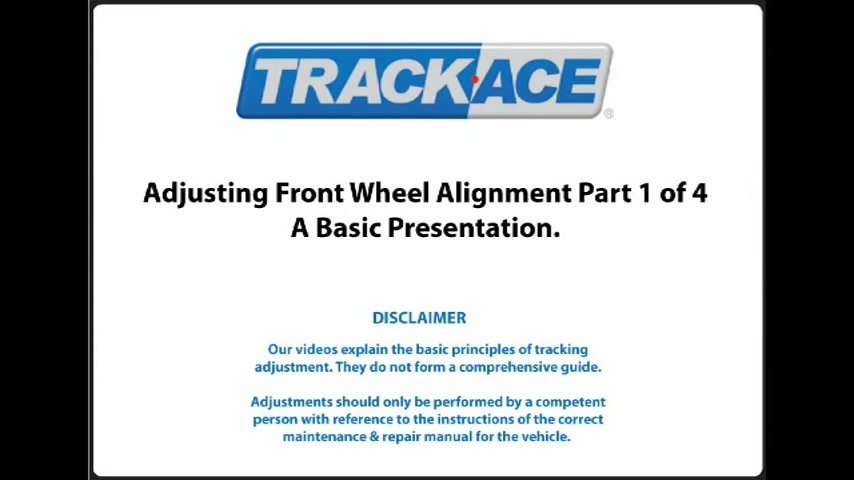 TRACK·ACE®
Adjusting Front Wheel Alignment Part 1 of 4
A Basic Presentation.
DISCLAIMER
Our videos explain the basic principles of tracking
adjustment. They do not form a comprehensive guide.
Adjustments should only be performed by a competent
person with reference to the instructions of the correct
maintenance & repair manual for the vehicle.